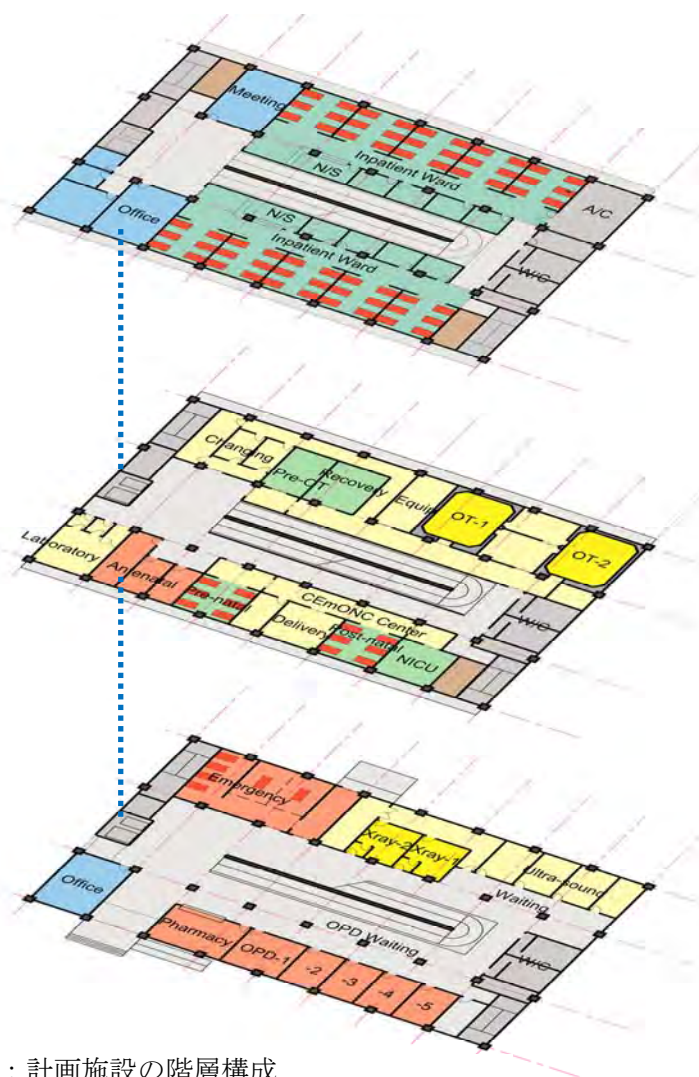 Meeting
Inpatient Ward
N/S
A/C
N/S
Office
Inpatient Ward
W/C
Changing
Recovery
Pre-OT
Equip
OT-1
OT-2
Laboratory
Antenatal
Pre-natal
CEmONC Center
Delivery
Post-natal
NICU
W/C
Emergency
Xray-2
Xray-1
Ultra-sound
Waiting
Office
OPD Waiting
Pharmacy
OPD-1
-2
-3
-4
-5
W/C
：計画施設の階層構成